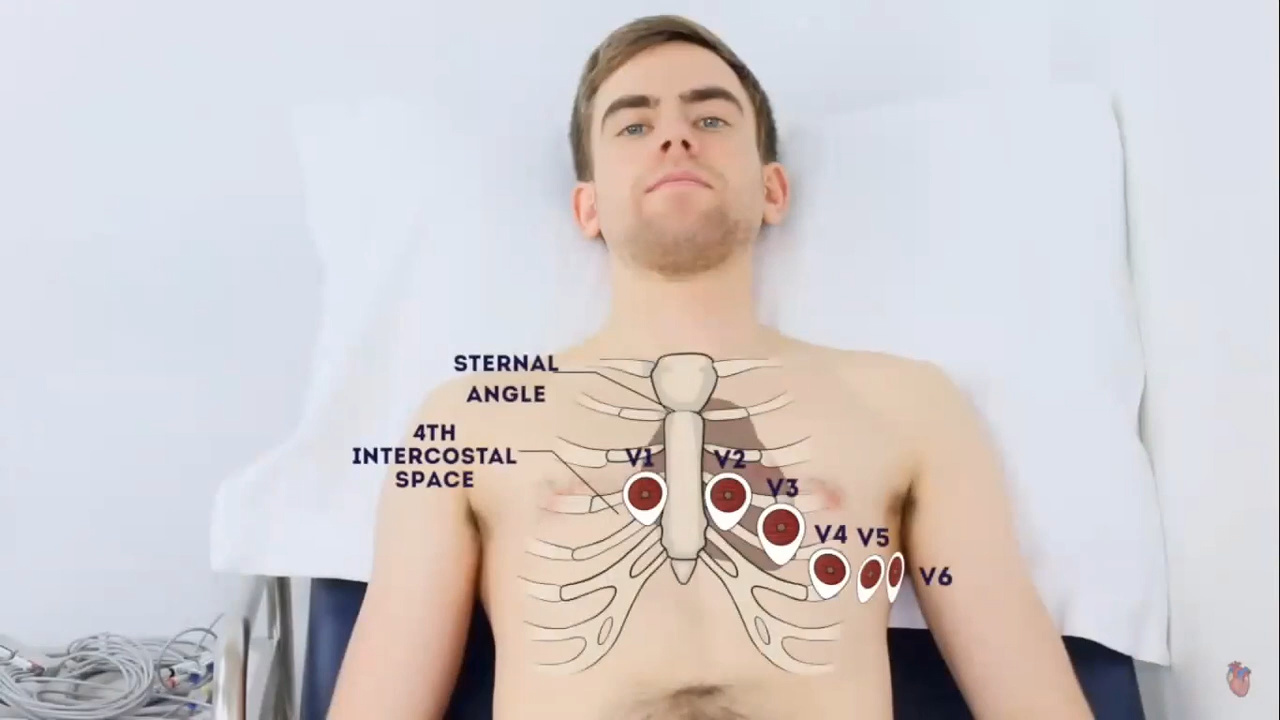 STERNAL
ANGLE
4TH
INTERCOSTAL
SPACE
V1
V2
V3
V4
V5
V6